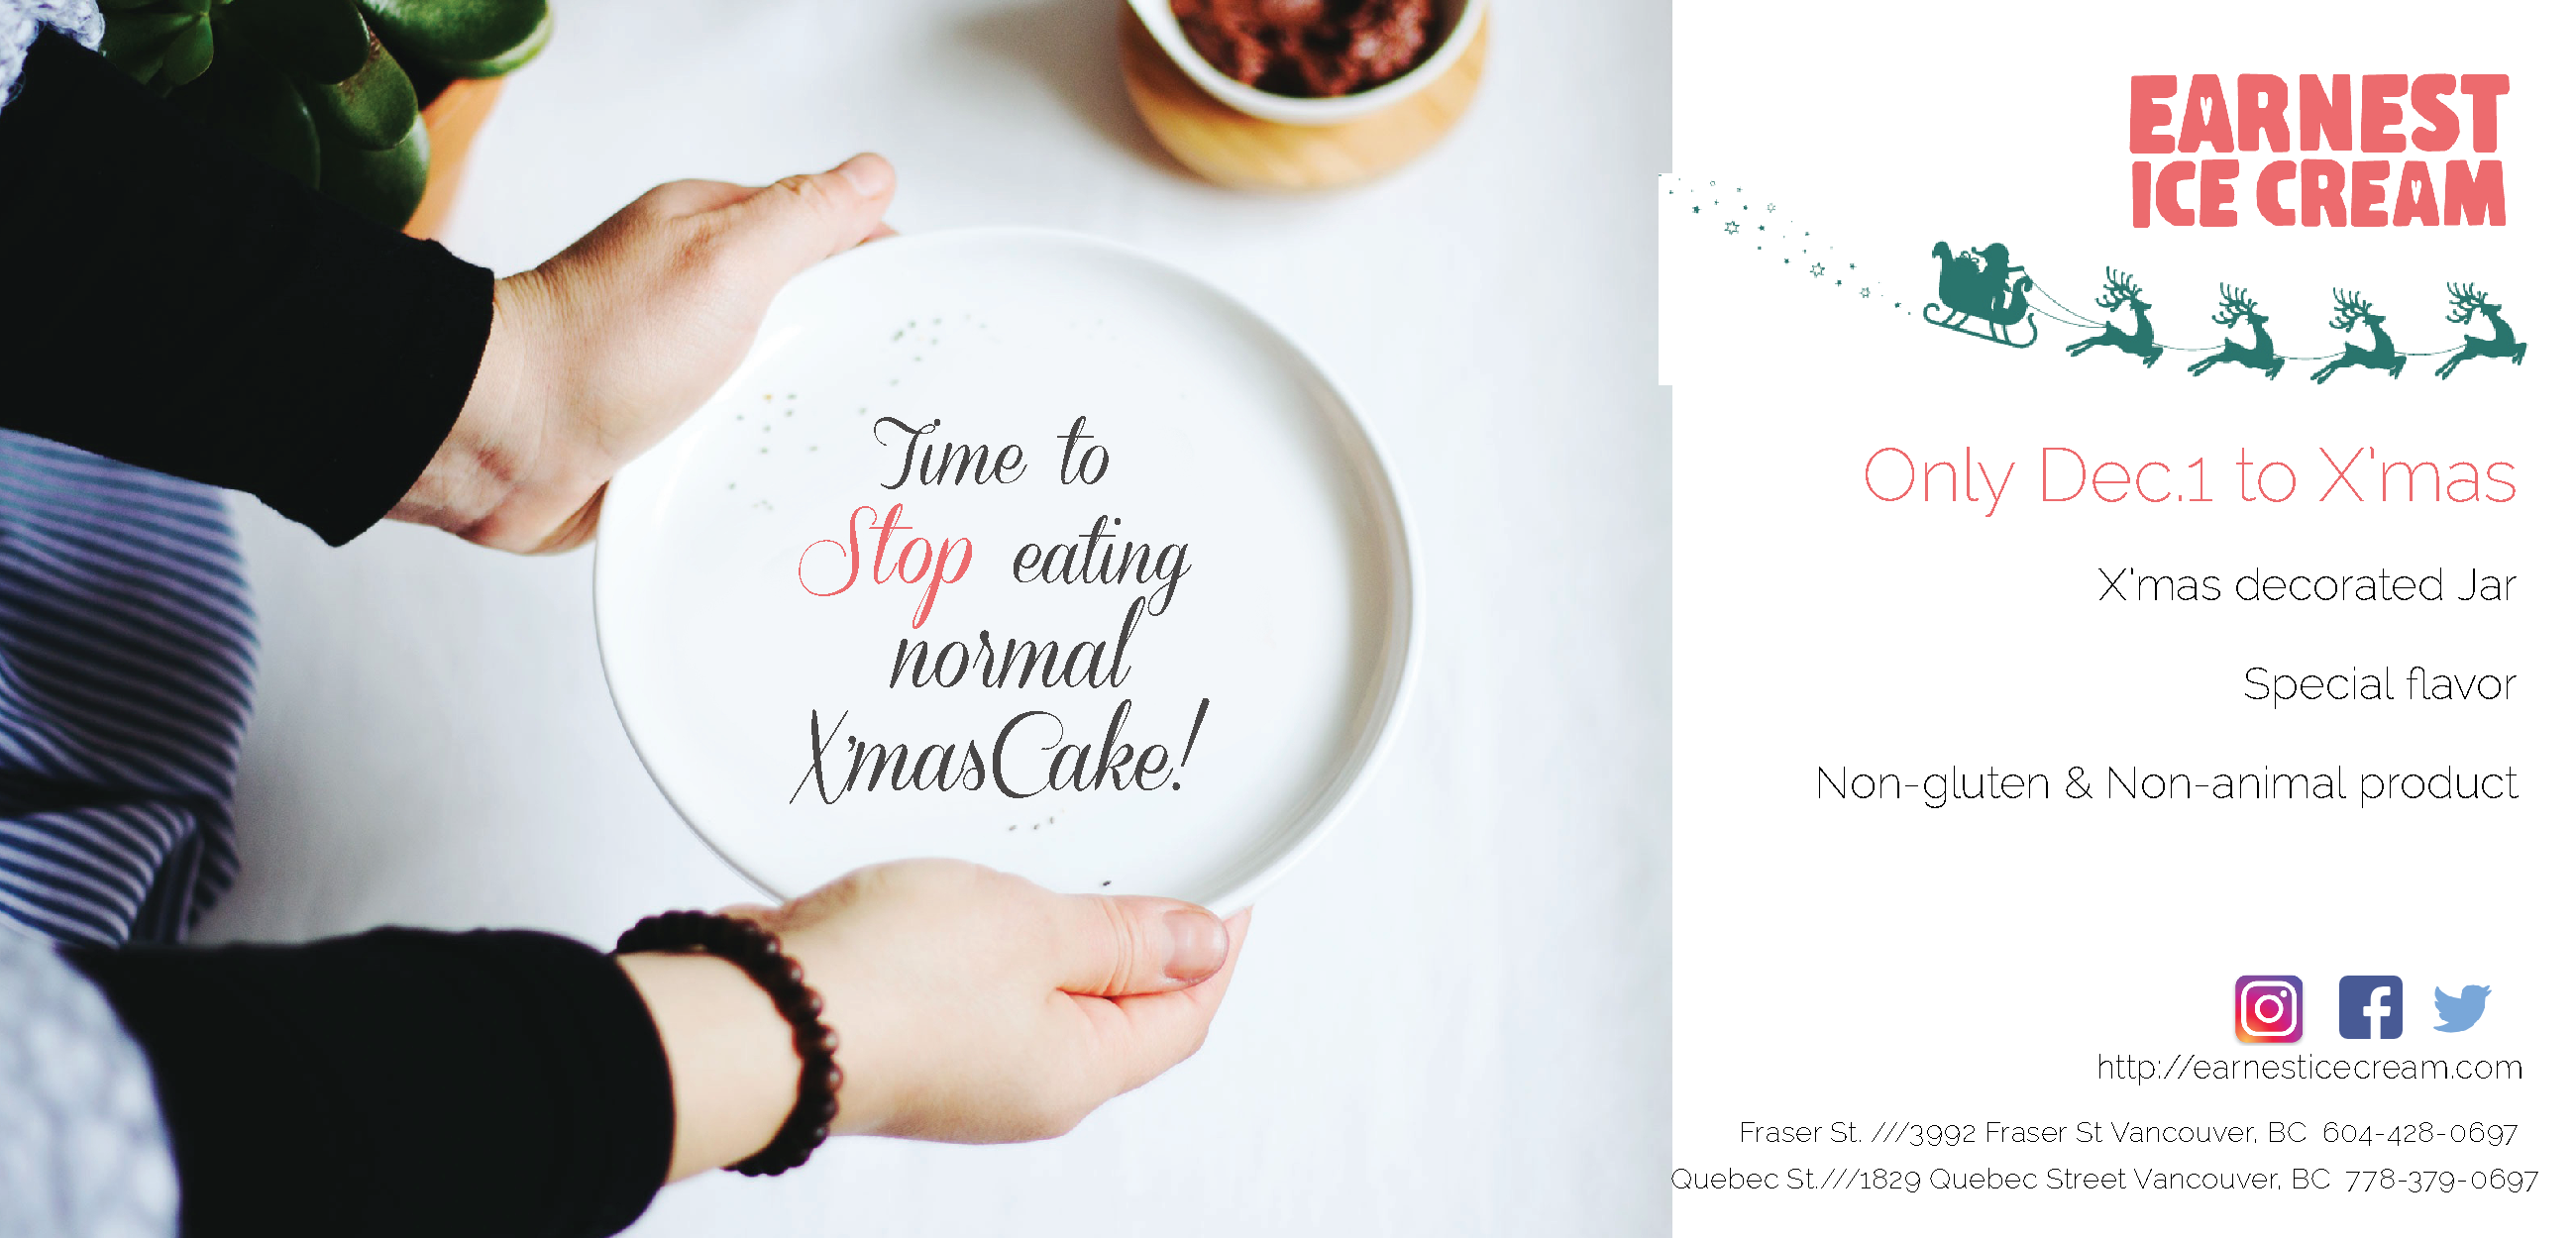 Time to
Stop eating
normal
X'masCake!
EARNEST
ICE CREAM
Only Dec.1 to X'mas
X'mas decorated Jar
Special flavor
Non-gluten & Non-animal product
http://earnesticecream.com
Fraser St. ///3992 Fraser St Vancouver, BC 604-428-0697
Quebec St.///1829 Quebec Street Vancouver, BC 778-379-0697